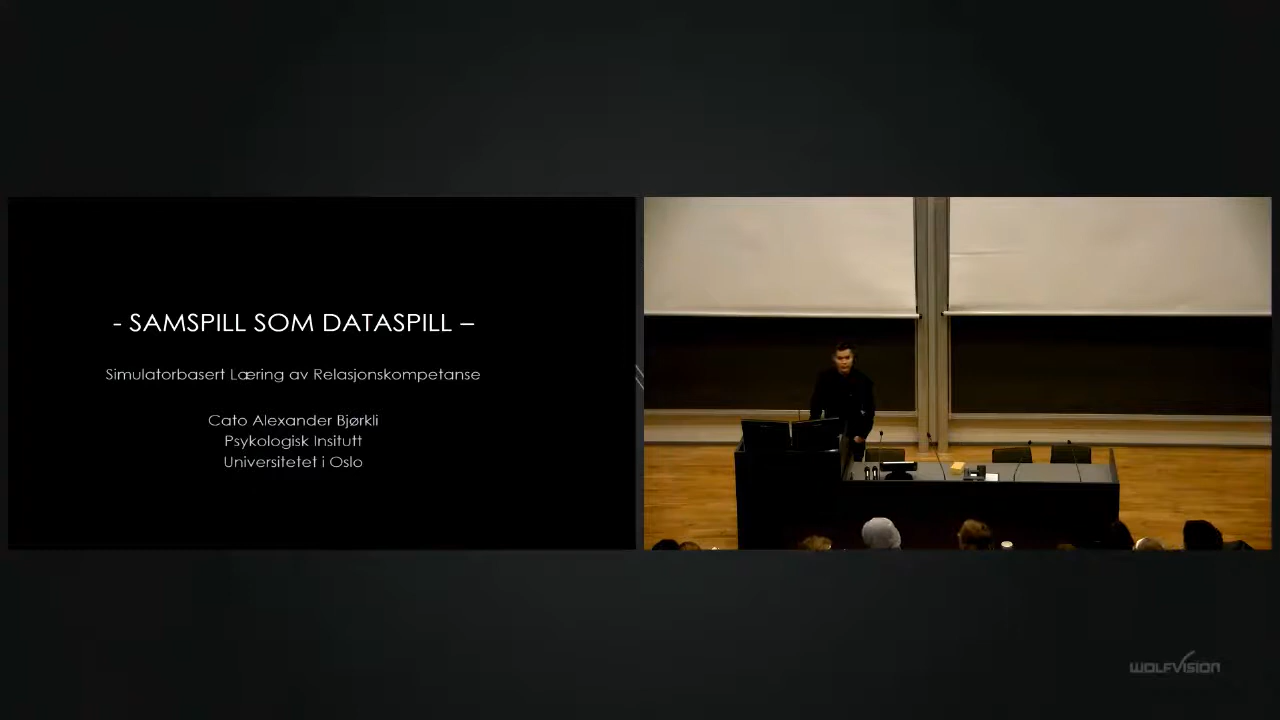 - SAMSPILL SOM DATASPILL –
Simulatorbasert Læring av Relasjonskompetanse
Cato Alexander Bjørkli
Psykologisk Insitutt
Universitetet i Oslo
WOLFVISION